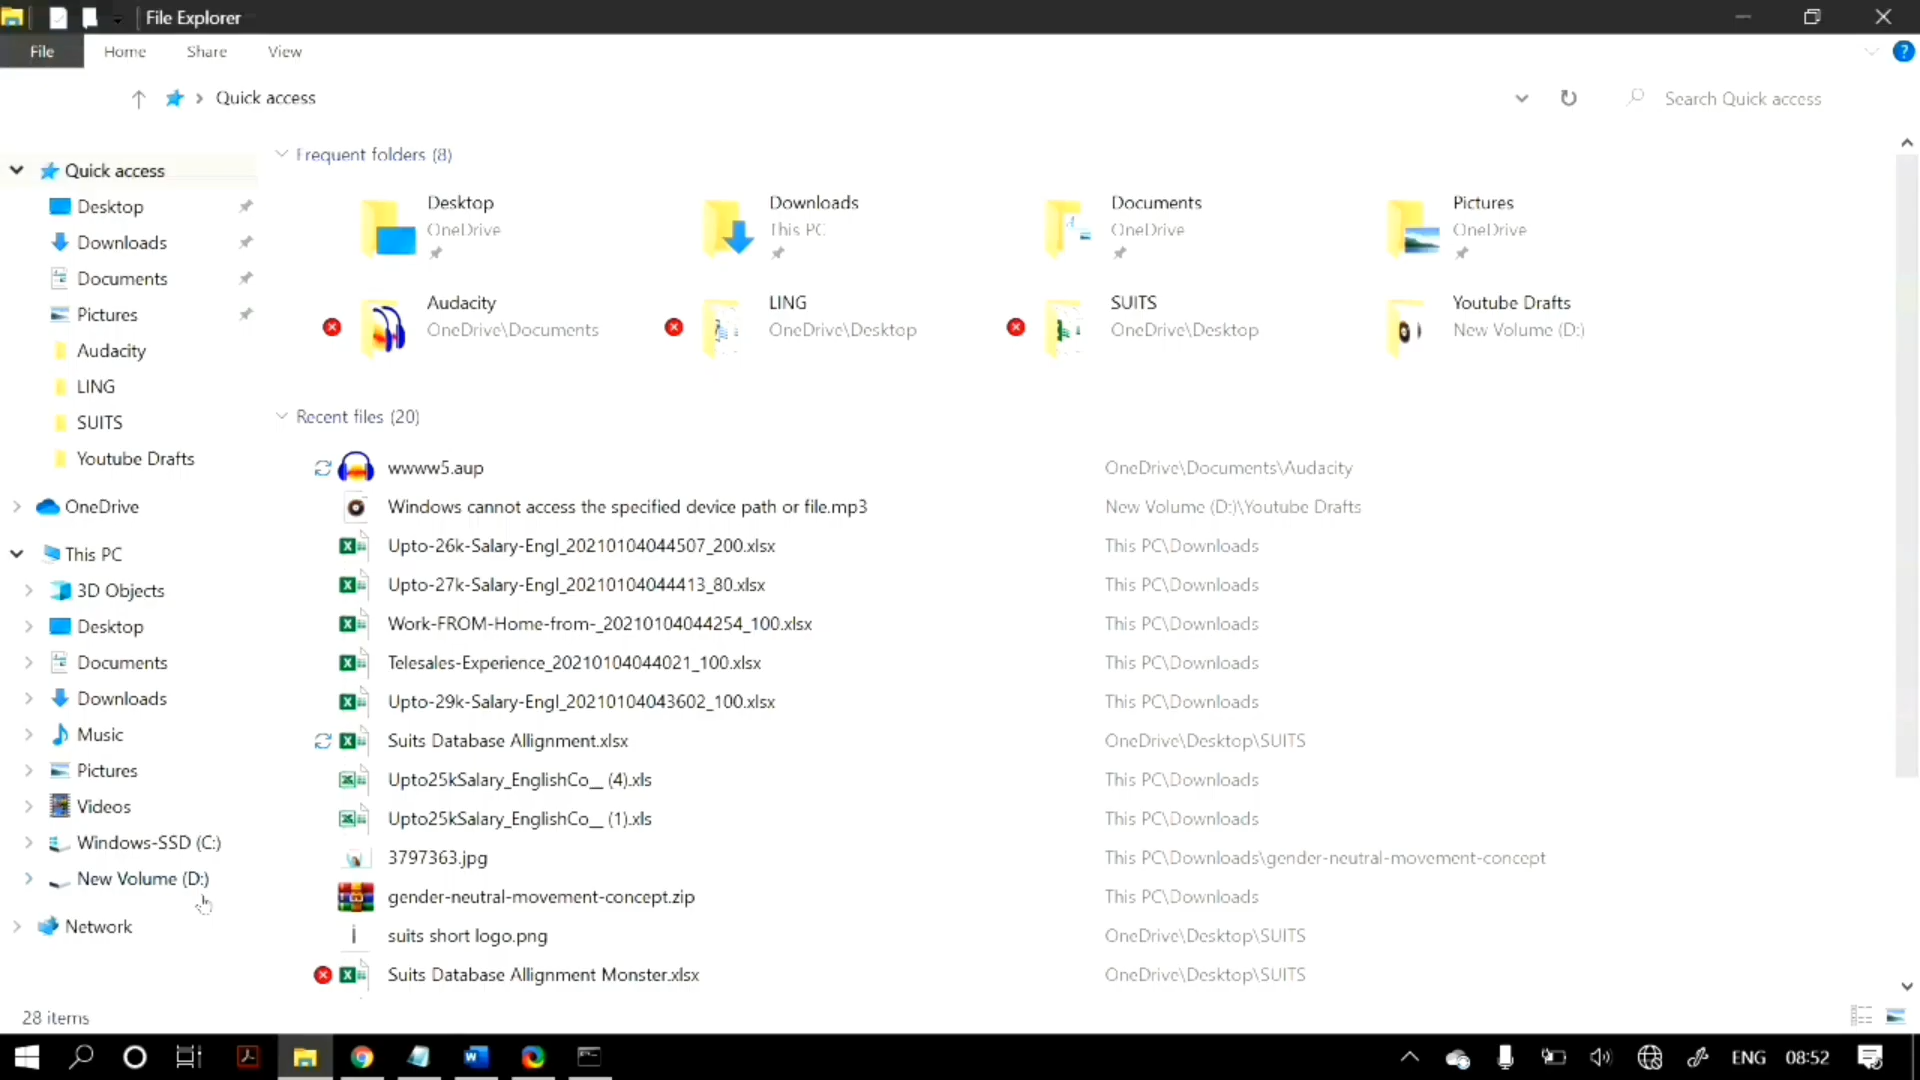 File Explorer
File Home Share View
Quick access
Search Quick access
Quick access
Desktop
Downloads
Documents
Pictures
Audacity
LING
SUITS
Youtube Drafts
OneDrive
This PC
3D Objects
Desktop
Documents
Downloads
Music
Pictures
Videos
Windows-SSD (C:)
New Volume (D:)
Network
Frequent folders (8)
Desktop
OneDrive
Downloads
This PC
Documents
OneDrive
Pictures
OneDrive
Audacity
OneDrive\Documents
LING
OneDrive\Desktop
SUITS
OneDrive\Desktop
Youtube Drafts
New Volume (D:)
Recent files (20)
wwww5.aup OneDrive\Documents\Audacity
Windows cannot access the specified device path or file.mp3 New Volume (D:)\Youtube Drafts
Upto-26k-Salary-Engl_20210104044507_200.xlsx This PC\Downloads
Upto-27k-Salary-Engl_20210104044413_80.xlsx This PC\Downloads
Work-FROM-Home-from-_20210104044254_100.xlsx This PC\Downloads
Telesales-Experience_20210104044021_100.xlsx This PC\Downloads
Upto-29k-Salary-Engl_20210104043602_100.xlsx This PC\Downloads
Suits Database Allignment.xlsx OneDrive\Desktop\SUITS
Upto25kSalary_EnglishCo__ (4).xls This PC\Downloads
Upto25kSalary_EnglishCo__ (1).xls This PC\Downloads
3797363.jpg This PC\Downloads\gender-neutral-movement-concept
gender-neutral-movement-concept.zip This PC\Downloads
suits short logo.png OneDrive\Desktop\SUITS
Suits Database Allignment Monster.xlsx OneDrive\Desktop\SUITS
28 items
ENG 08:52